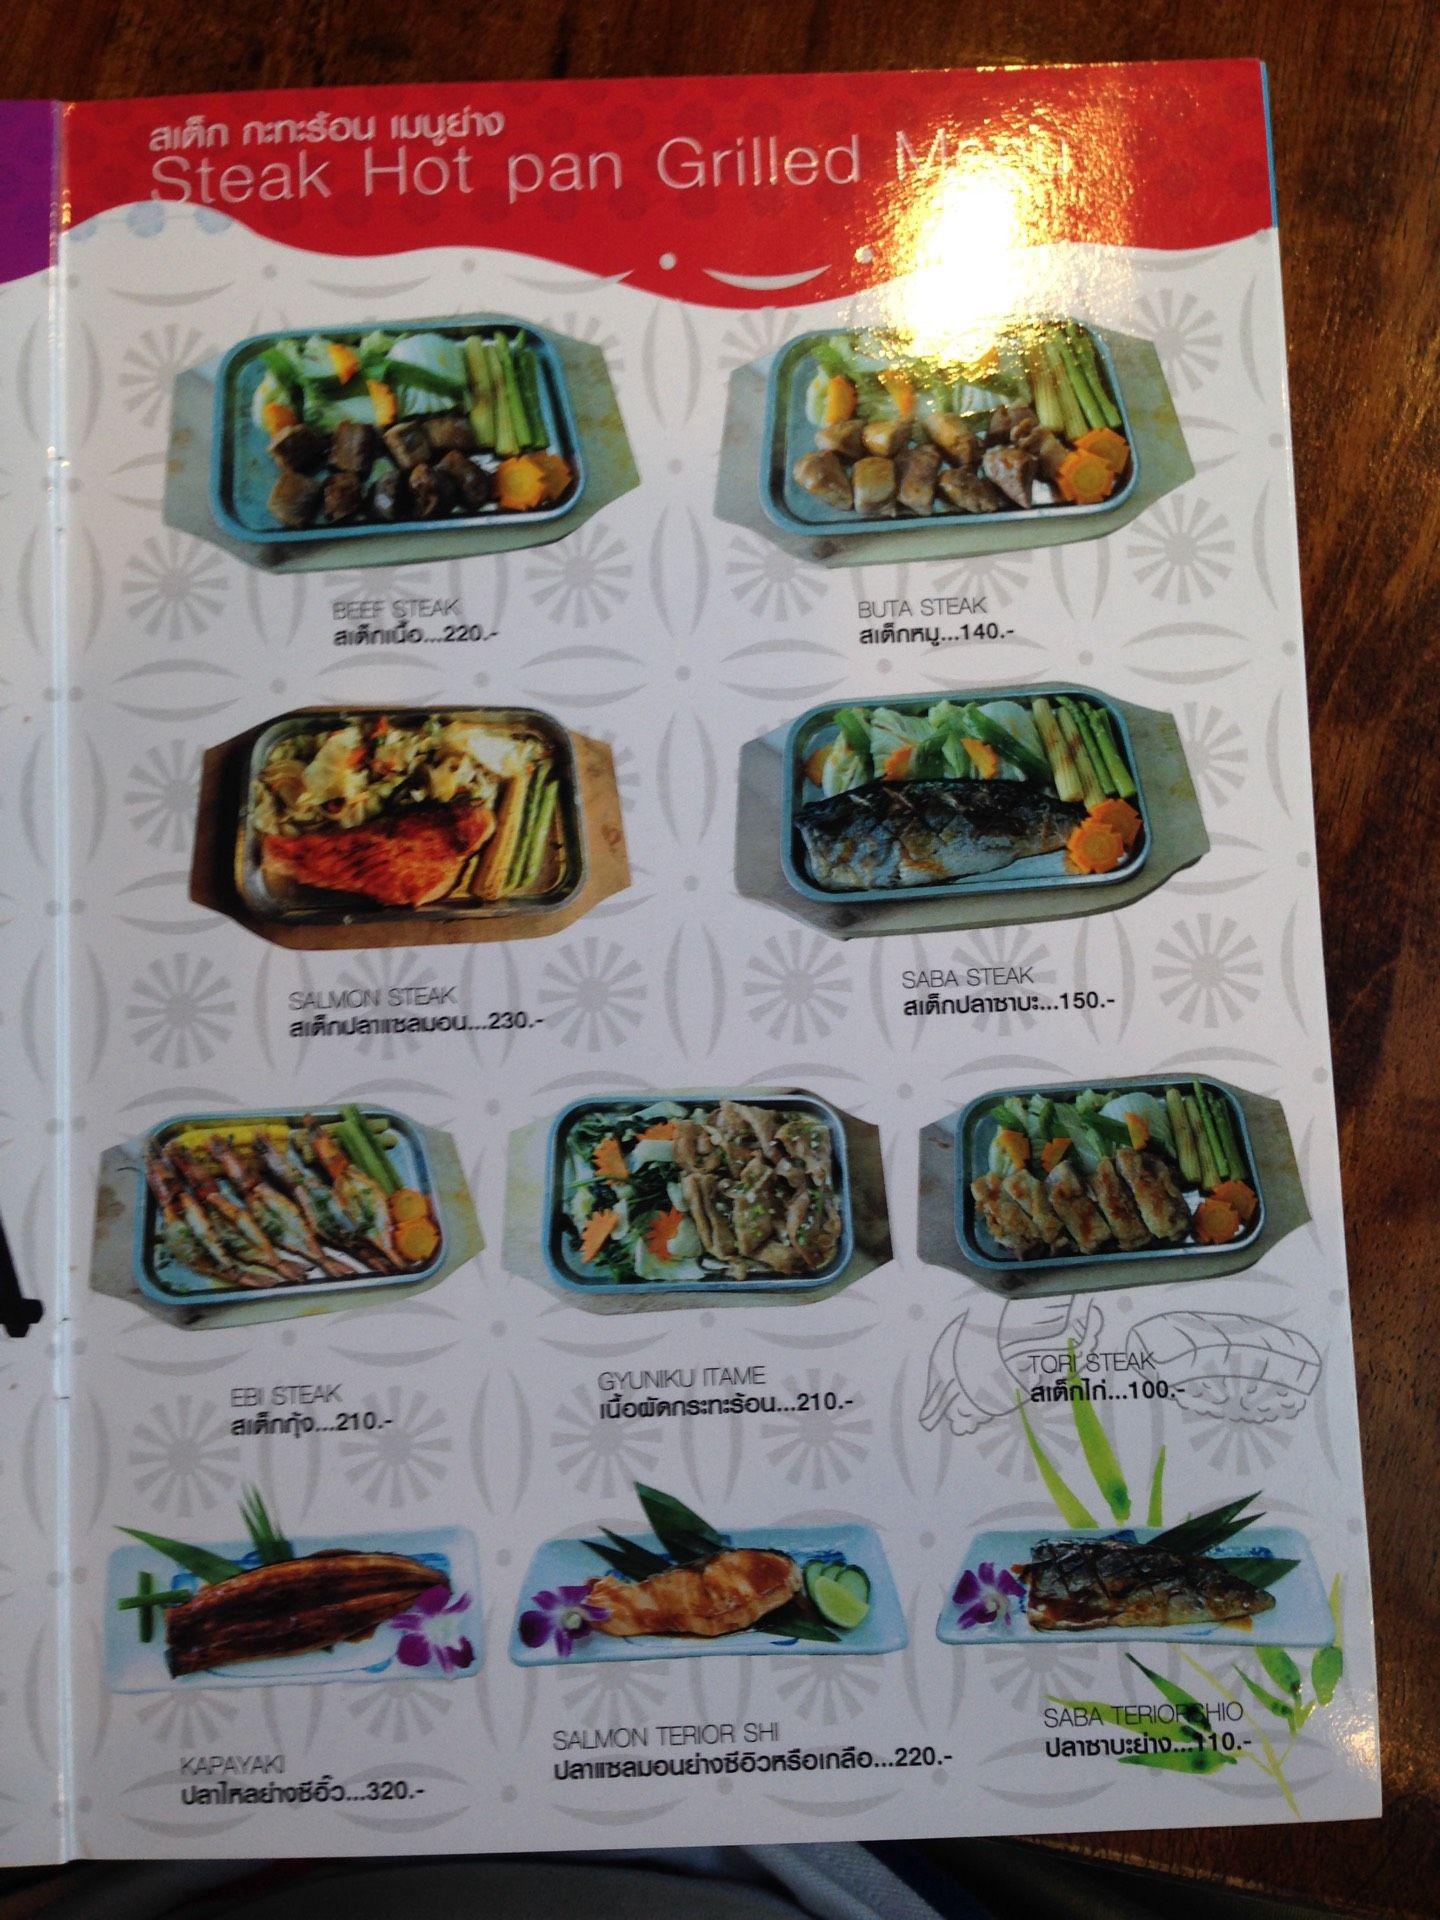 สเต็ก กะทะร้อน เมนูย่าง
Steak Hot pan Grilled Menu
BEEF STEAK
สเต็กเนื้อ...220.-
BUTA STEAK
สเต็กหมู...140.-
SALMON STEAK
สเต็กปลาแซลมอน...230.-
SABA STEAK
สเต็กปลาซาบะ...150.-
EBI STEAK
สเต็กกุ้ง...210.-
GYUNIKU ITAME
เนื้อผัดกระทะร้อน...210.-
TORI STEAK
สเต็กไก่...100.-
KAPAYAKI
ปลาไหลย่างซีอิ๊ว...320.-
SALMON TERIOR SHI
ปลาแซลมอนย่างซีอิวหรือเกลือ...220.-
SABA TERIORSHIO
ปลาซาบะย่าง...110.-